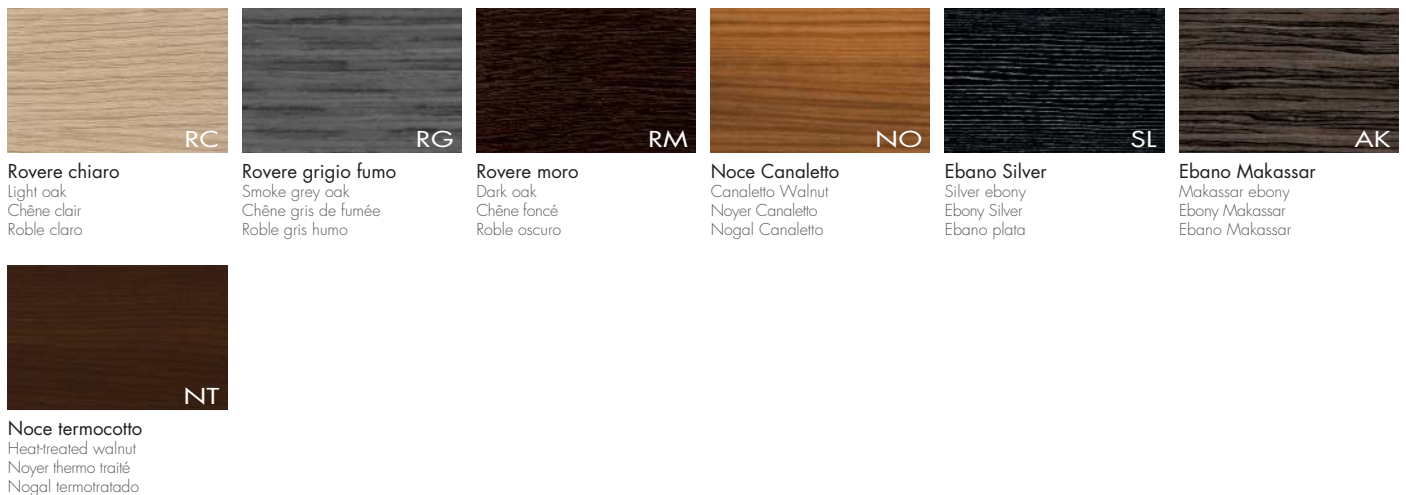 RC
Rovere chiaro
Light oak
Chêne clair
Roble claro
RG
Rovere grigio fumo
Smoke grey oak
Chêne gris de fumée
Roble gris humo
RM
Rovere moro
Dark oak
Chêne foncé
Roble oscuro
NO
Noce Canaletto
Canaletto Walnut
Noyer Canaletto
Nogal Canaletto
SL
Ebano Silver
Silver ebony
Ebony Silver
Ebano plata
AK
Ebano Makassar
Makassar ebony
Ebony Makassar
Ebano Makassar
NT
Noce termocotto
Heat-treated walnut
Noyer thermo traité
Nogal termotratado